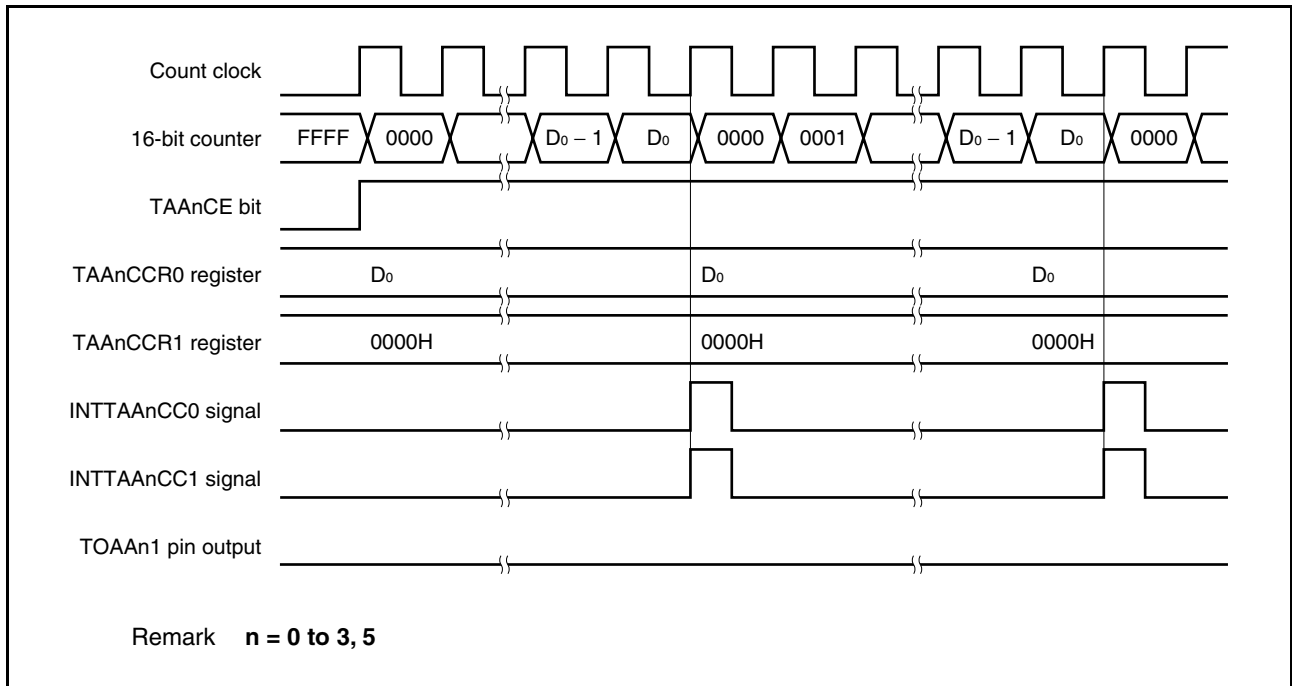 Count clock
16-bit counter FFFF 0000 D₀ – 1 D₀ 0000 0001 D₀ – 1 D₀ 0000
TAAnCE bit
TAAnCCR0 register D₀ D₀ D₀
TAAnCCR1 register 0000H 0000H 0000H
INTTAAnCC0 signal
INTTAAnCC1 signal
TOAAn1 pin output
Remark n = 0 to 3, 5